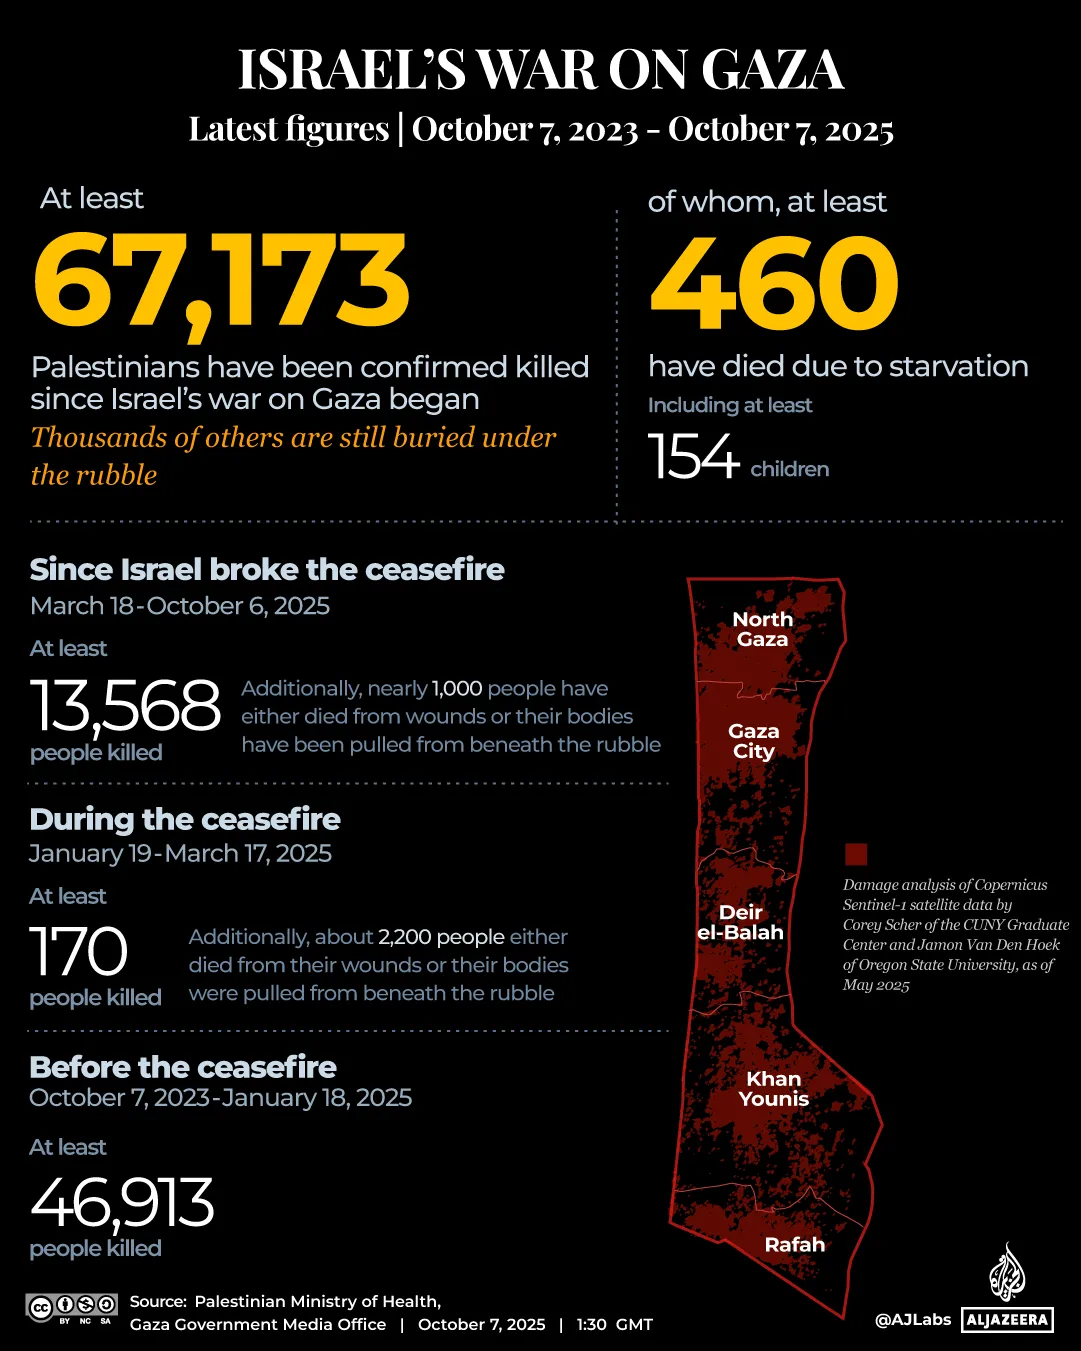 ISRAEL'S WAR ON GAZA
Latest figures | October 7, 2023 - October 7, 2025
At least
67,173
Palestinians have been confirmed killed
since Israel's war on Gaza began
Thousands of others are still buried under
the rubble
of whom, at least
460
have died due to starvation
Including at least
154 children
Since Israel broke the ceasefire
March 18-October 6, 2025
At least
13,568
people killed
Additionally, nearly 1,000 people have
either died from wounds or their bodies
have been pulled from beneath the rubble
During the ceasefire
January 19-March 17, 2025
At least
170
people killed
Additionally, about 2,200 people either
died from their wounds or their bodies
were pulled from beneath the rubble
Before the ceasefire
October 7, 2023-January 18, 2025
At least
46,913
people killed
North
Gaza
Gaza
City
Deir
el-Balah
Khan
Younis
Rafah
Damage analysis of Copernicus
Sentinel-1 satellite data by
Corey Scher of the CUNY Graduate
Center and Jamon Van Den Hoek
of Oregon State University, as of
May 2025
cc
BY NC SA
Source: Palestinian Ministry of Health,
Gaza Government Media Office | October 7, 2025 | 1:30 GMT
@AJLabs
ALJAZEERA